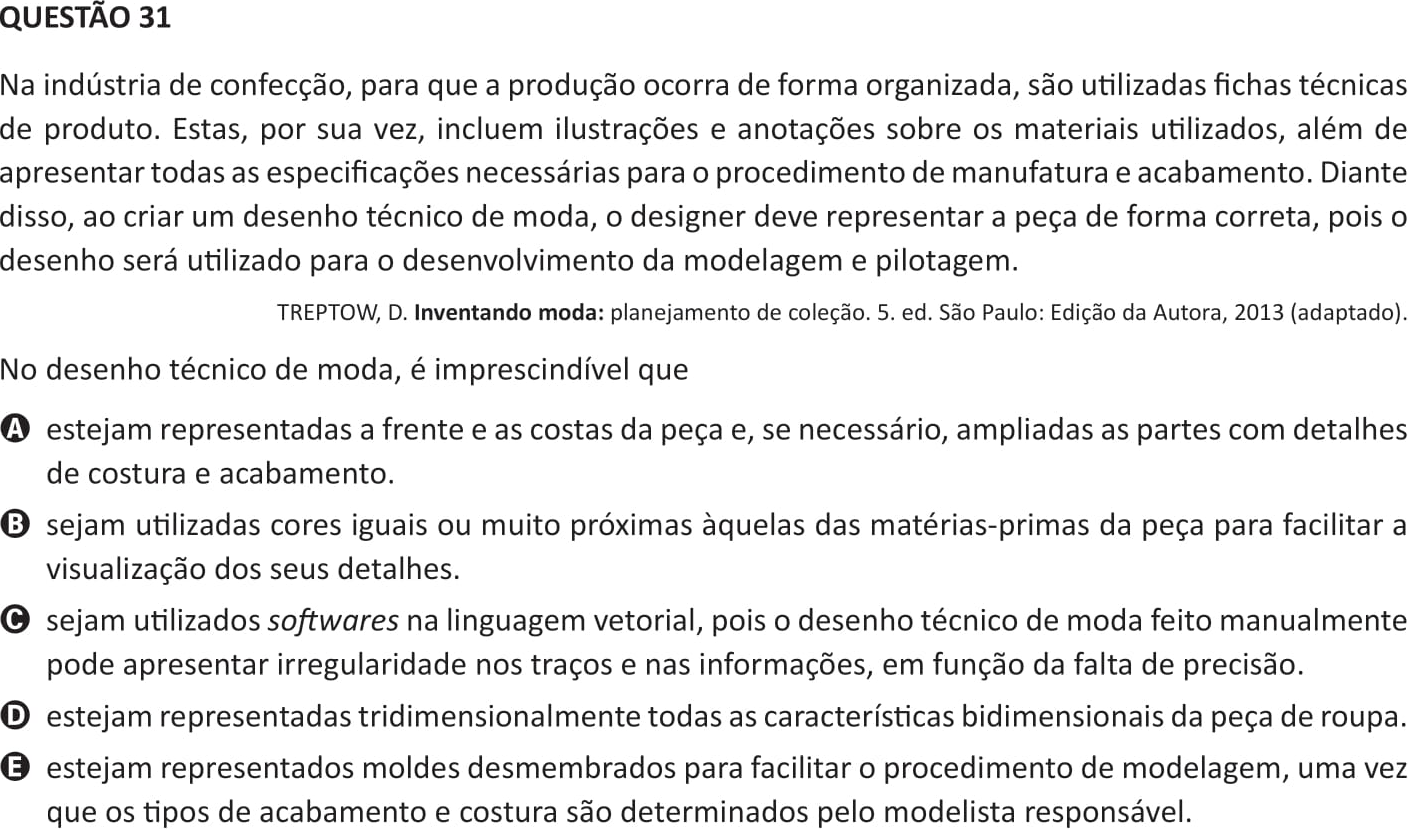 QUESTÃO 31
Na indústria de confecção, para que a produção ocorra de forma organizada, são utilizadas fichas técnicas
de produto. Estas, por sua vez, incluem ilustrações e anotações sobre os materiais utilizados, além de
apresentar todas as especificações necessárias para o procedimento de manufatura e acabamento. Diante
disso, ao criar um desenho técnico de moda, o designer deve representar a peça de forma correta, pois o
desenho será utilizado para o desenvolvimento da modelagem e pilotagem.
TREPTOW, D. Inventando moda: planejamento de coleção. 5. ed. São Paulo: Edição da Autora, 2013 (adaptado).
No desenho técnico de moda, é imprescindível que
A estejam representadas a frente e as costas da peça e, se necessário, ampliadas as partes com detalhes
de costura e acabamento.
B sejam utilizadas cores iguais ou muito próximas àquelas das matérias-primas da peça para facilitar a
visualização dos seus detalhes.
C sejam utilizados softwares na linguagem vetorial, pois o desenho técnico de moda feito manualmente
pode apresentar irregularidade nos traços e nas informações, em função da falta de precisão.
D estejam representadas tridimensionalmente todas as características bidimensionais da peça de roupa.
E estejam representados moldes desmembrados para facilitar o procedimento de modelagem, uma vez
que os tipos de acabamento e costura são determinados pelo modelista responsável.